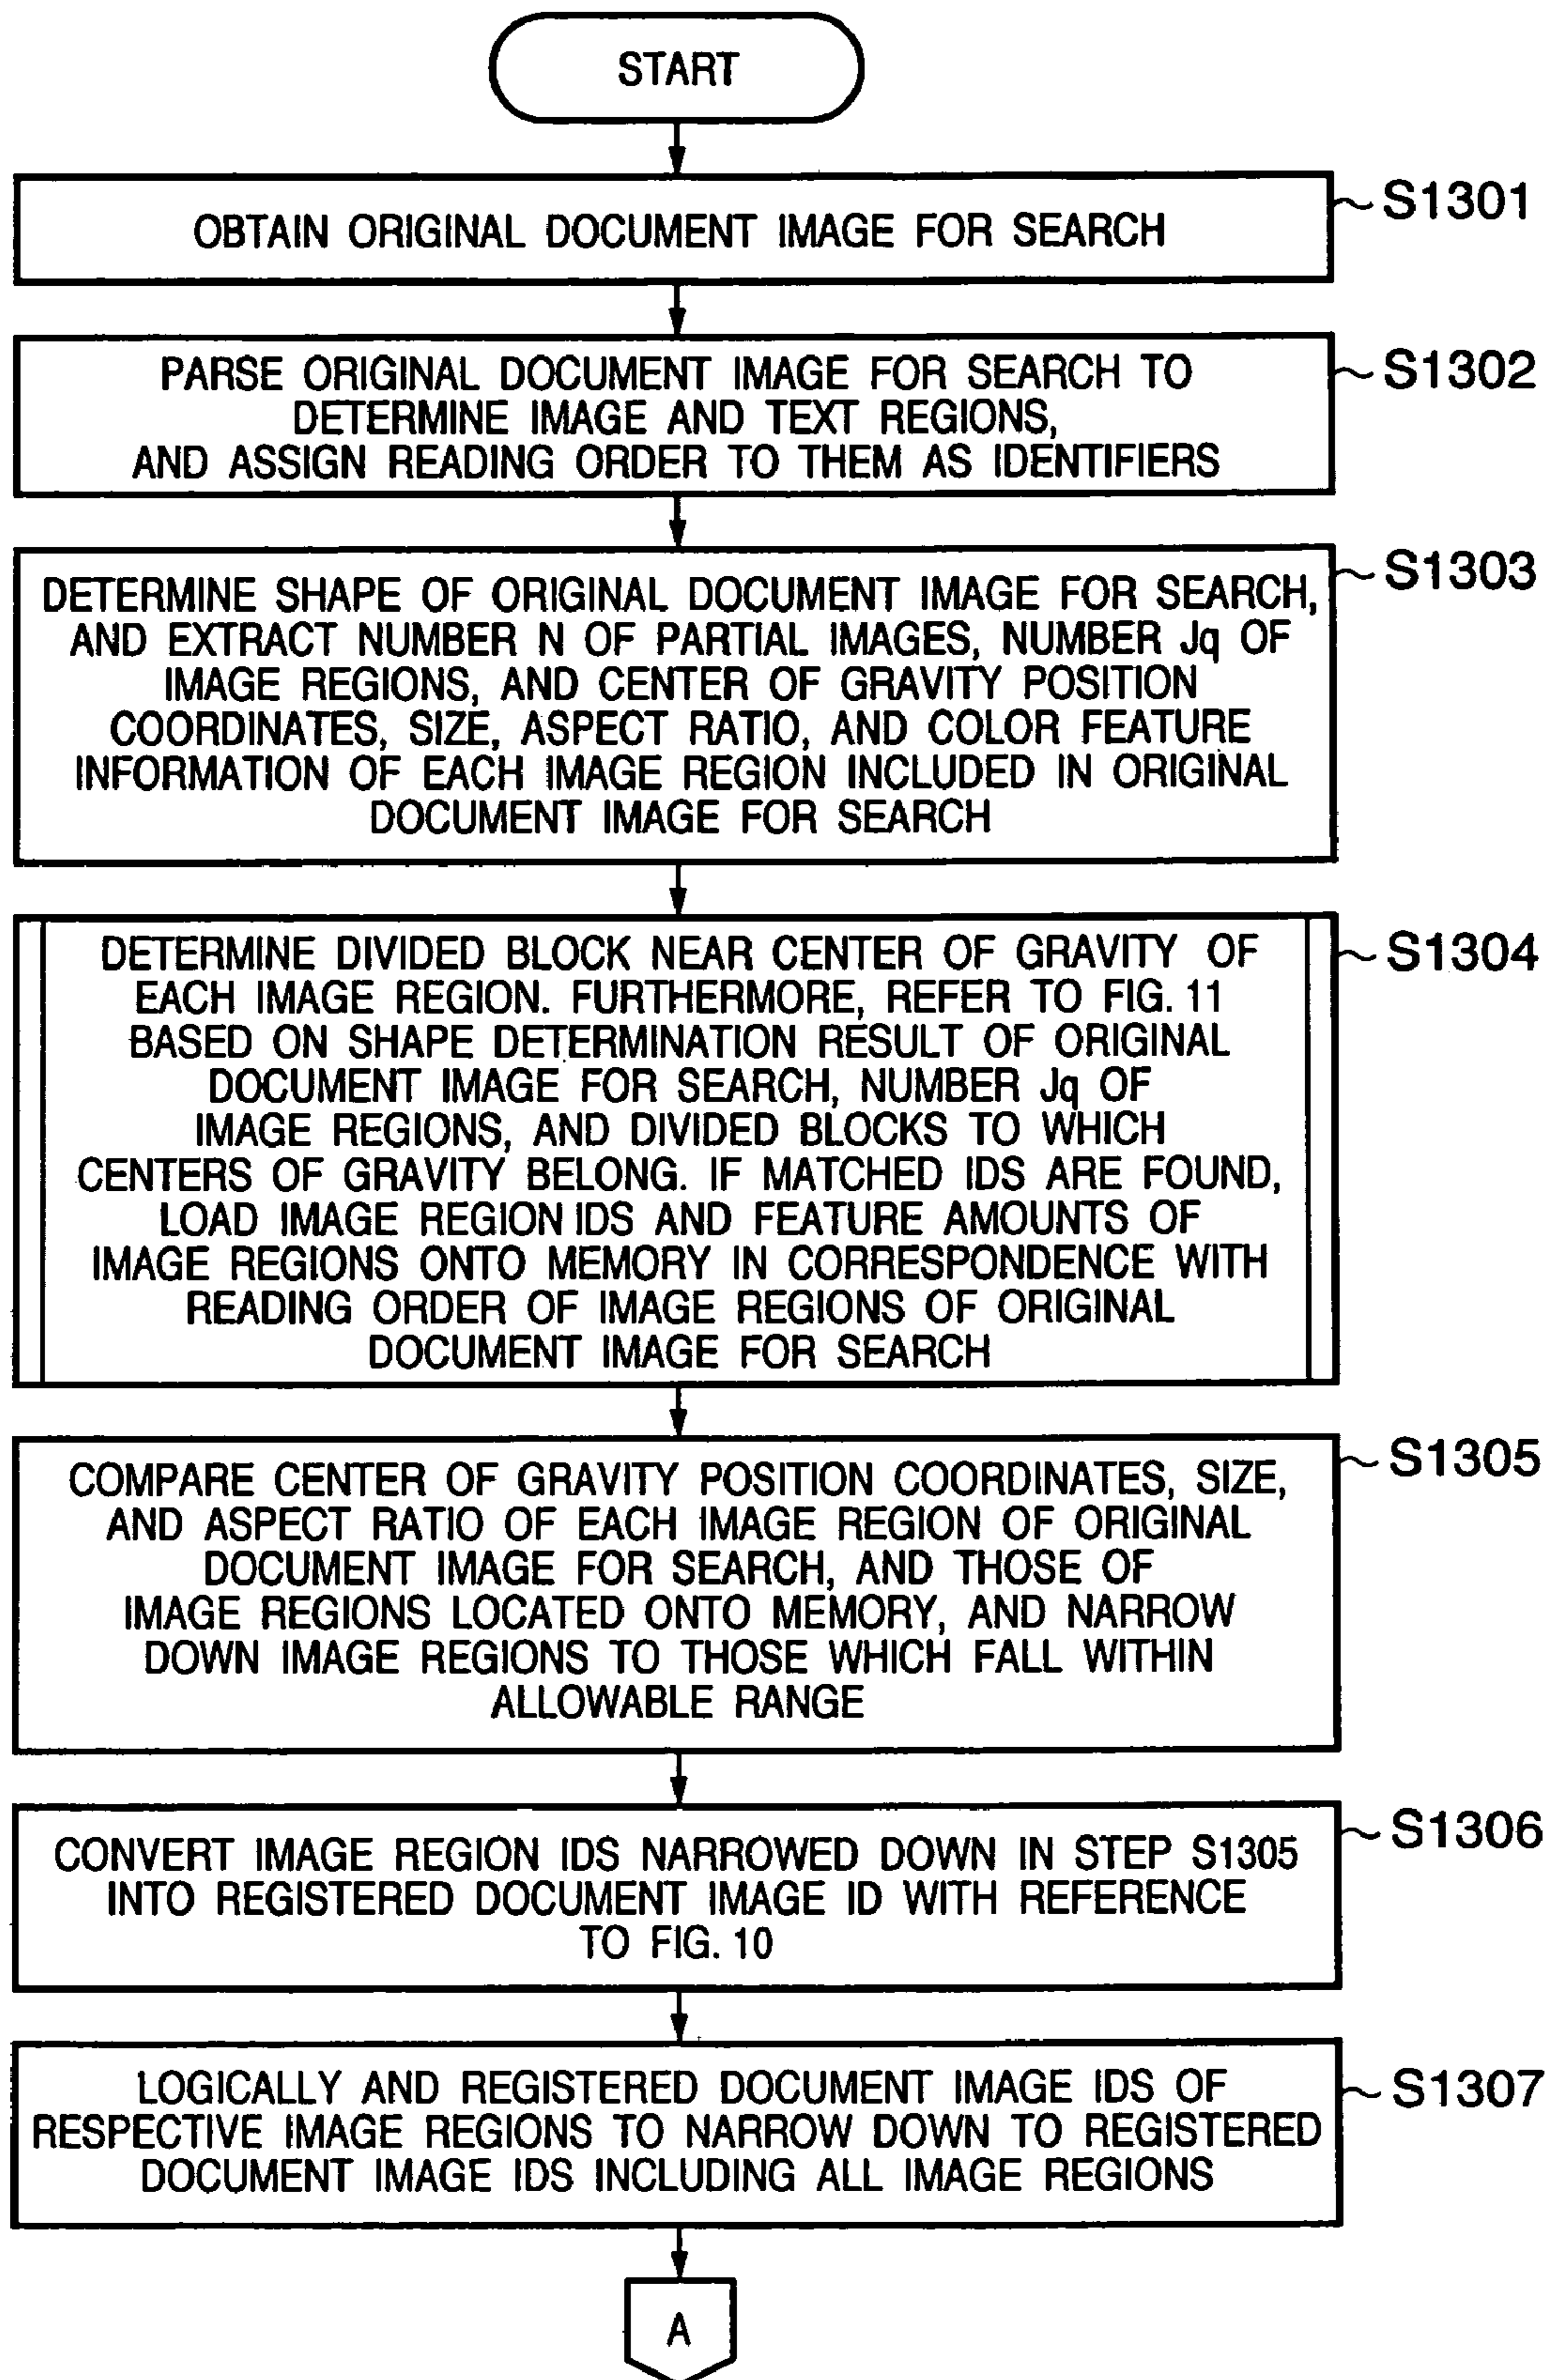 START
OBTAIN ORIGINAL DOCUMENT IMAGE FOR SEARCH
S1301
PARSE ORIGINAL DOCUMENT IMAGE FOR SEARCH TO
DETERMINE IMAGE AND TEXT REGIONS,
AND ASSIGN READING ORDER TO THEM AS IDENTIFIERS
S1302
DETERMINE SHAPE OF ORIGINAL DOCUMENT IMAGE FOR SEARCH,
AND EXTRACT NUMBER N OF PARTIAL IMAGES, NUMBER Jq OF
IMAGE REGIONS, AND CENTER OF GRAVITY POSITION
COORDINATES, SIZE, ASPECT RATIO, AND COLOR FEATURE
INFORMATION OF EACH IMAGE REGION INCLUDED IN ORIGINAL
DOCUMENT IMAGE FOR SEARCH
S1303
DETERMINE DIVIDED BLOCK NEAR CENTER OF GRAVITY OF
EACH IMAGE REGION. FURTHERMORE, REFER TO FIG. 11
BASED ON SHAPE DETERMINATION RESULT OF ORIGINAL
DOCUMENT IMAGE FOR SEARCH, NUMBER Jq OF
IMAGE REGIONS, AND DIVIDED BLOCKS TO WHICH
CENTERS OF GRAVITY BELONG. IF MATCHED IDS ARE FOUND,
LOAD IMAGE REGION IDS AND FEATURE AMOUNTS OF
IMAGE REGIONS ONTO MEMORY IN CORRESPONDENCE WITH
READING ORDER OF IMAGE REGIONS OF ORIGINAL
DOCUMENT IMAGE FOR SEARCH
S1304
COMPARE CENTER OF GRAVITY POSITION COORDINATES, SIZE,
AND ASPECT RATIO OF EACH IMAGE REGION OF ORIGINAL
DOCUMENT IMAGE FOR SEARCH, AND THOSE OF
IMAGE REGIONS LOCATED ONTO MEMORY, AND NARROW
DOWN IMAGE REGIONS TO THOSE WHICH FALL WITHIN
ALLOWABLE RANGE
S1305
CONVERT IMAGE REGION IDS NARROWED DOWN IN STEP S1305
INTO REGISTERED DOCUMENT IMAGE ID WITH REFERENCE
TO FIG. 10
S1306
LOGICALLY AND REGISTERED DOCUMENT IMAGE IDS OF
RESPECTIVE IMAGE REGIONS TO NARROW DOWN TO REGISTERED
DOCUMENT IMAGE IDS INCLUDING ALL IMAGE REGIONS
S1307
A